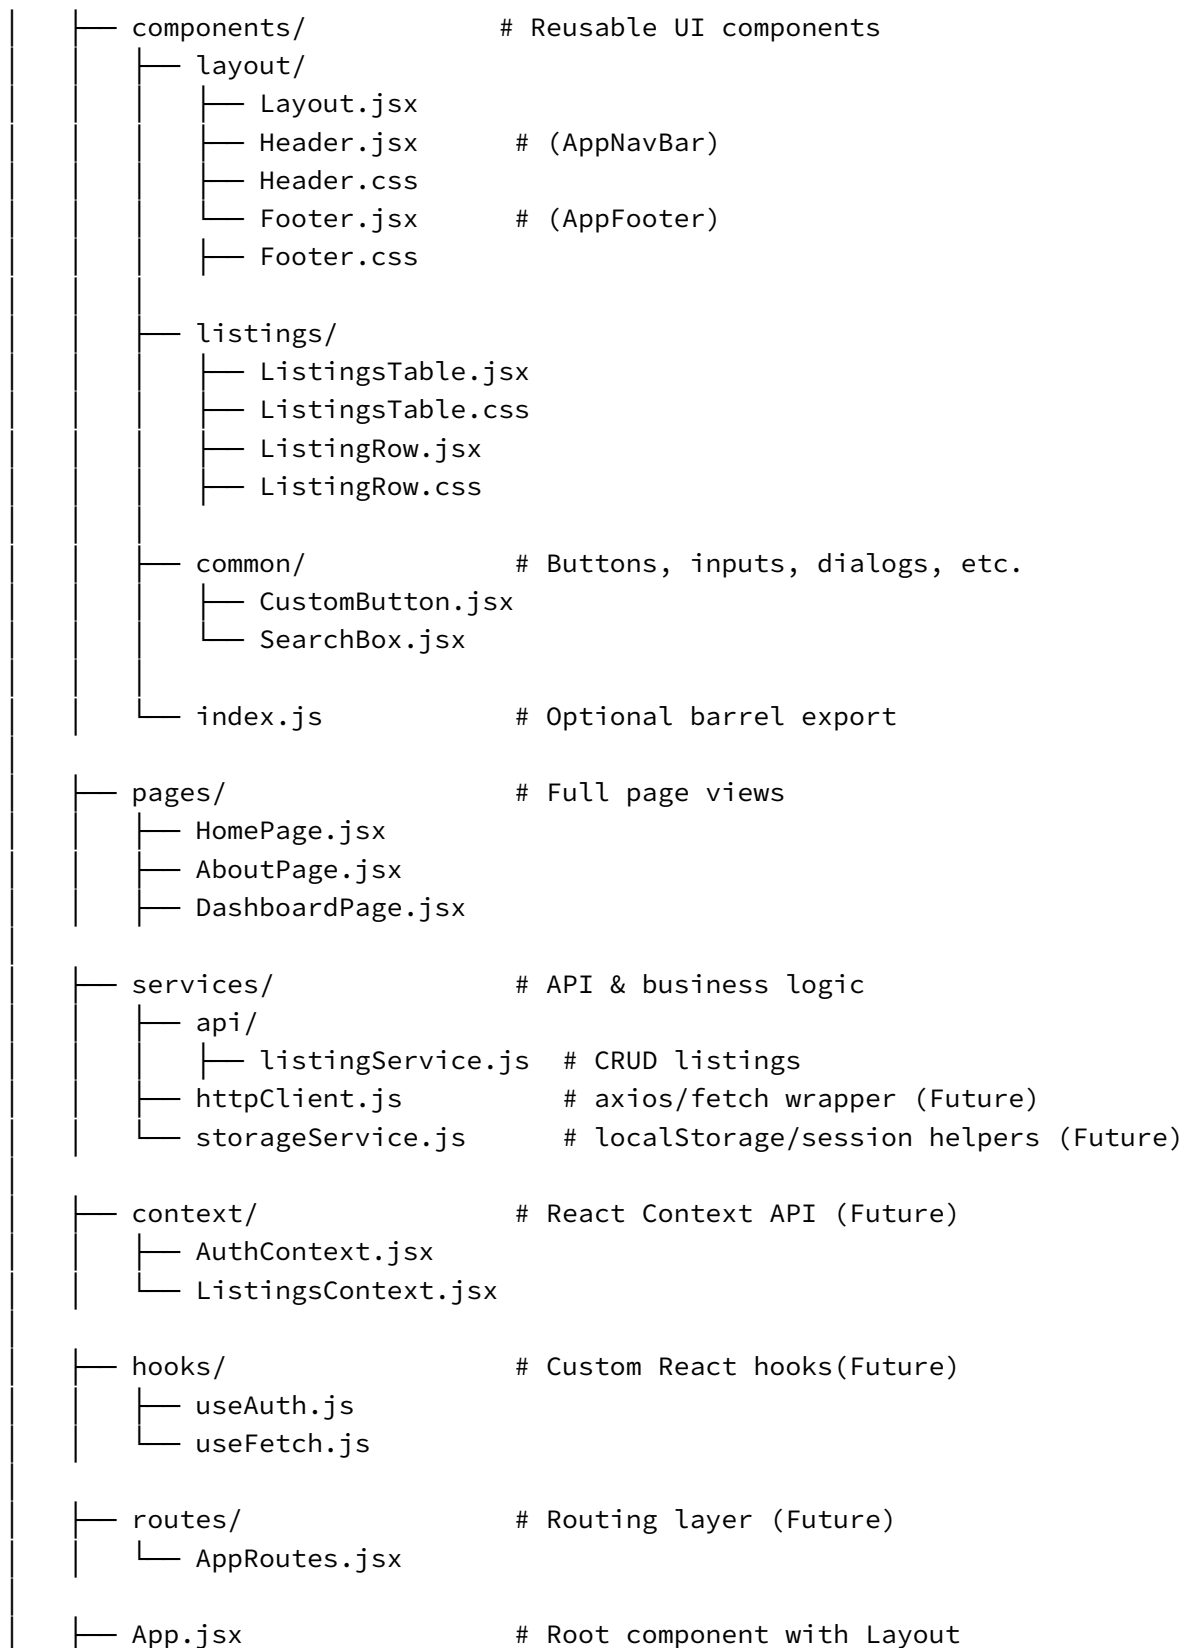 │   ├── components/            # Reusable UI components
│   │   ├── layout/
│   │   │   ├── Layout.jsx
│   │   │   ├── Header.jsx      # (AppNavBar)
│   │   │   ├── Header.css
│   │   │   └── Footer.jsx      # (AppFooter)
│   │   │   ├── Footer.css
│   │   │
│   │   ├── listings/
│   │   │   ├── ListingsTable.jsx
│   │   │   ├── ListingsTable.css
│   │   │   ├── ListingRow.jsx
│   │   │   ├── ListingRow.css
│   │   │
│   │   ├── common/             # Buttons, inputs, dialogs, etc.
│   │   │   ├── CustomButton.jsx
│   │   │   └── SearchBox.jsx
│   │   │
│   │   └── index.js            # Optional barrel export
│
│   ├── pages/                  # Full page views
│   │   ├── HomePage.jsx
│   │   ├── AboutPage.jsx
│   │   ├── DashboardPage.jsx
│
│   ├── services/               # API & business logic
│   │   ├── api/
│   │   │   ├── listingService.js  # CRUD listings
│   │   ├── httpClient.js          # axios/fetch wrapper (Future)
│   │   └── storageService.js      # localStorage/session helpers (Future)
│
│   ├── context/                # React Context API (Future)
│   │   ├── AuthContext.jsx
│   │   └── ListingsContext.jsx
│
│   ├── hooks/                  # Custom React hooks(Future)
│   │   ├── useAuth.js
│   │   └── useFetch.js
│
│   ├── routes/                 # Routing layer (Future)
│   │   └── AppRoutes.jsx
│
│   ├── App.jsx                 # Root component with Layout